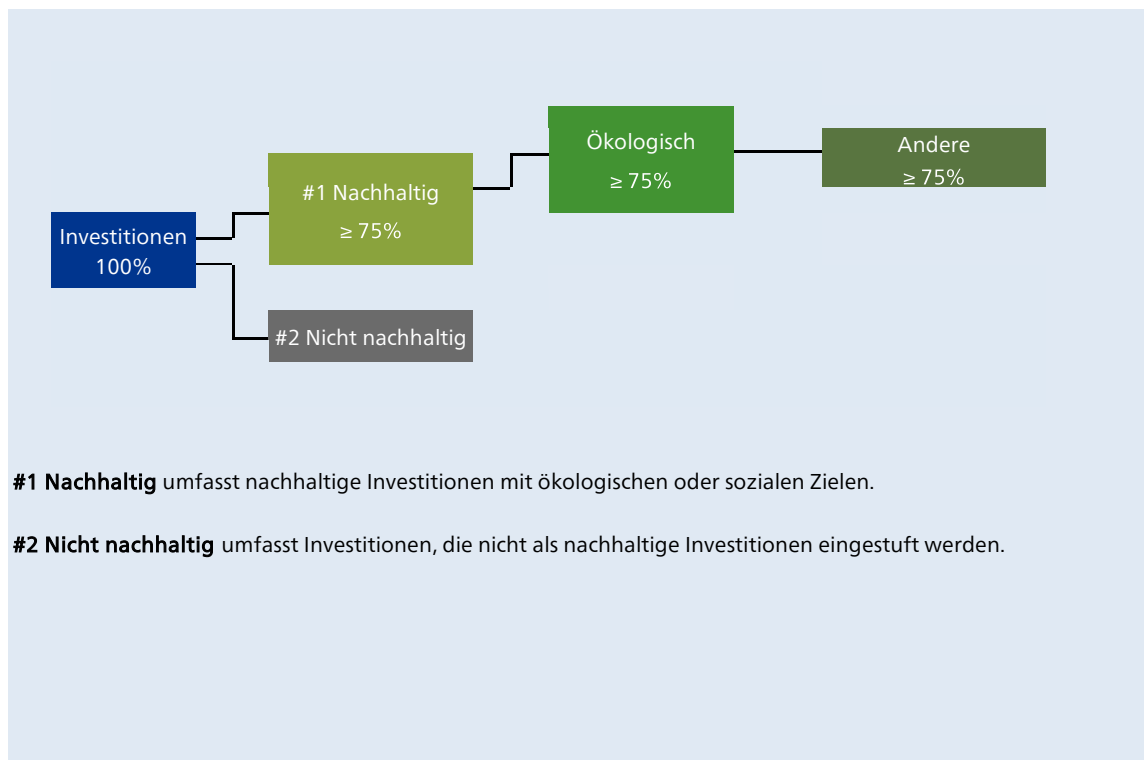 Investitionen
100%
#1 Nachhaltig
≥ 75%
#2 Nicht nachhaltig
Ökologisch
≥ 75%
Andere
≥ 75%
#1 Nachhaltig umfasst nachhaltige Investitionen mit ökologischen oder sozialen Zielen.
#2 Nicht nachhaltig umfasst Investitionen, die nicht als nachhaltige Investitionen eingestuft werden.